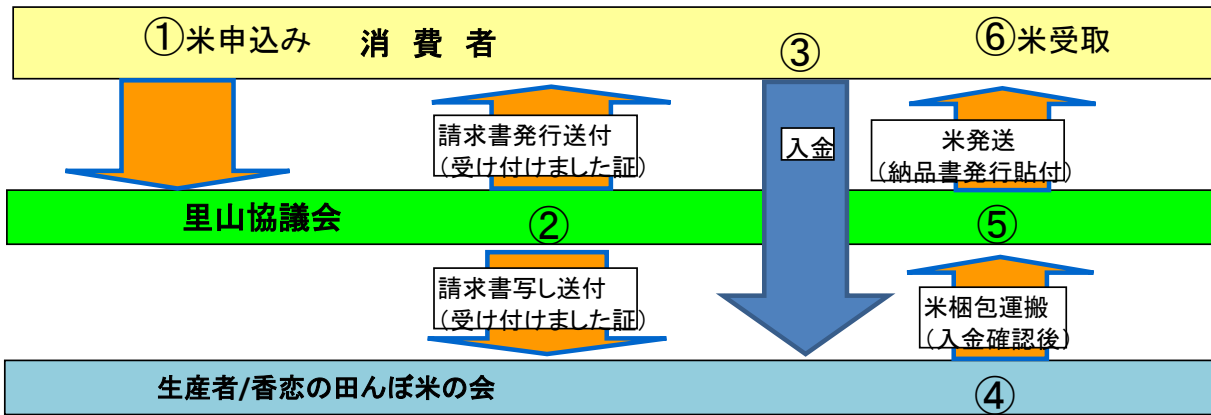 ①米申込み 消 費 者 ③ ⑥米受取
請求書発行送付
(受け付けました証)
入金
米発送
(納品書発行貼付)
里山協議会 ② ⑤
請求書写し送付
(受け付けました証)
米梱包運搬
(入金確認後)
生産者/香恋の田んぼ米の会 ④